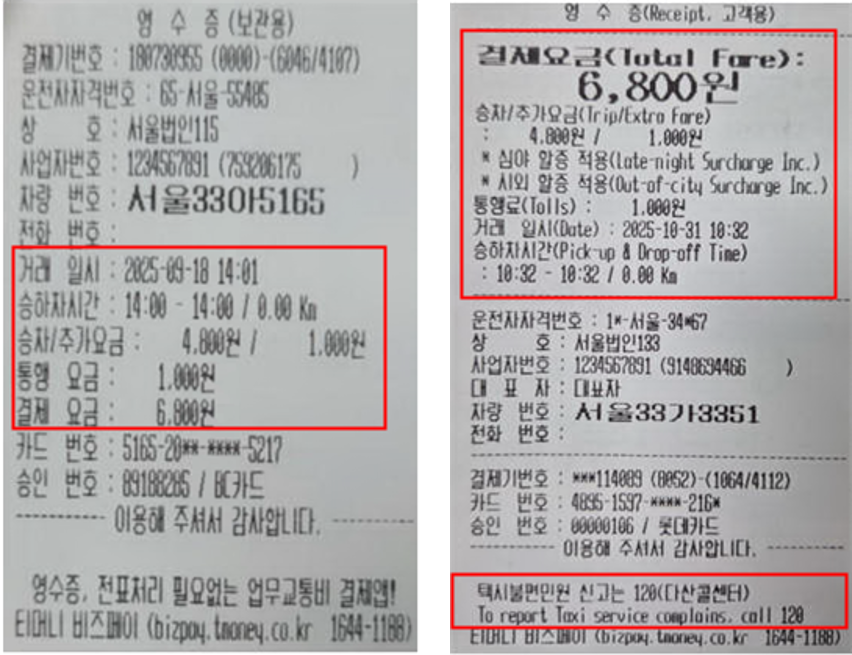 영 수 증 (보관용)
결제기번호 : 180730955 (0000)-(6046/4107)
운전자자격번호 : 65-서울-55485
상 호 : 서울법인115
사업자번호 : 1234567891 (759206175 )
차량 번호 : 서울33아5165
전화 번호 :
거래 일시 : 2025-09-18 14:01
승하차시간 : 14:00 - 14:00 / 0.00 Km
승차/추가요금 : 4.800원 / 1.000원
통행 요금 : 1.000원
결제 요금 : 6.800원
카드 번호 : 5165-20**-****-5217
승인 번호 : 89188285 / BC카드
---------- 이용해 주셔서 감사합니다. ----------
영수증, 전표처리 필요없는 업무교통비 결제앱!
티머니 비즈페이 (bizpay.tmoney.co.kr 1644-1188)
영 수 증(Receipt, 고객용)
결제요금(Total Fare):
6,800원
승차/추가요금(Trip/Extra Fare)
: 4.800원 / 1.000원
* 심야 할증 적용(Late-night Surcharge Inc.)
* 시외 할증 적용(Out-of-city Surcharge Inc.)
통행료(Tolls) : 1.000원
거래 일시(Date) : 2025-10-31 10:32
승하차시간(Pick-up & Drop-off Time)
: 10:32 - 10:32 / 0.00 Km
운전자자격번호 : 1*-서울-34*67
상 호 : 서울법인133
사업자번호 : 1234567891 (9148694466 )
대 표 자 : 대표자
차량 번호 : 서울33가3351
전화 번호 :
결제기번호 : ***114089 (8052)-(1064/4112)
카드 번호 : 4895-1597-****-216*
승인 번호 : 00000106 / 롯데카드
---------- 이용해 주셔서 감사합니다. ----------
택시불편민원 신고는 120(다산콜센터)
To report Taxi service complains, call 120
티머니 비즈페이 (bizpay.tmoney.co.kr 1644-1188)